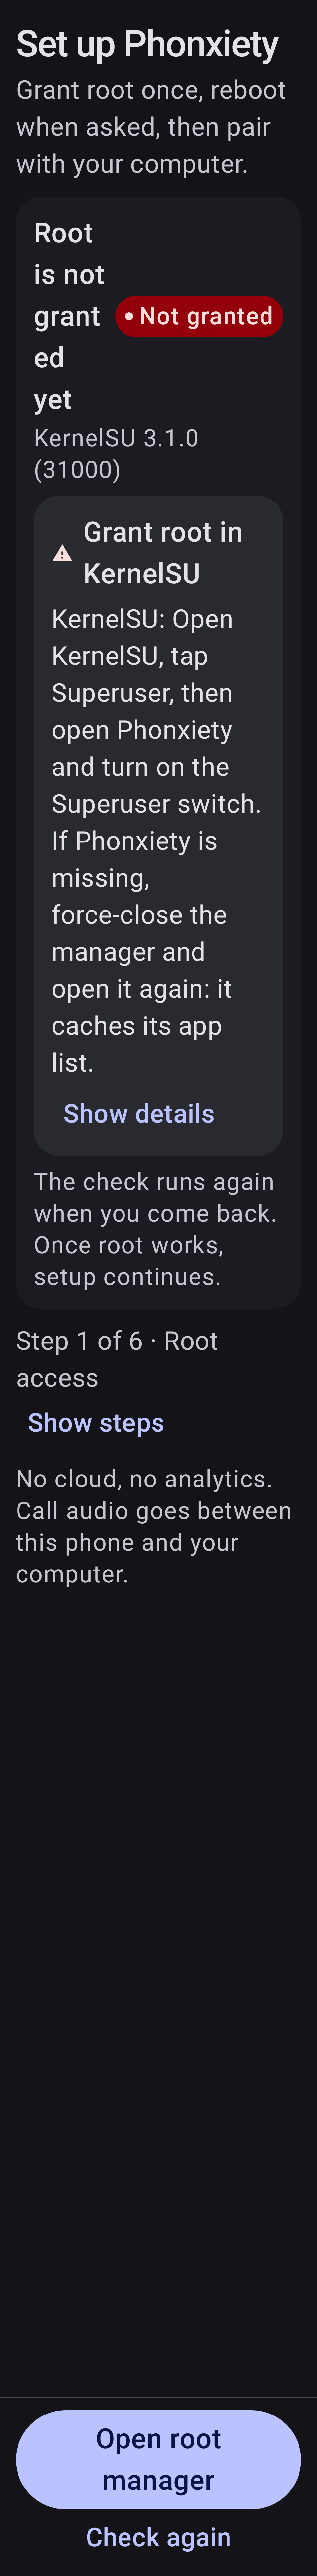 Set up Phonxiety
Grant root once, reboot
when asked, then pair
with your computer.
Root
is not
grant
ed
yet
• Not granted
KernelSU 3.1.0
(31000)
Grant root in
KernelSU
KernelSU: Open
KernelSU, tap
Superuser, then
open Phonxiety
and turn on the
Superuser switch.
If Phonxiety is
missing,
force-close the
manager and
open it again: it
caches its app
list.
Show details
The check runs again
when you come back.
Once root works,
setup continues.
Step 1 of 6 · Root
access
Show steps
No cloud, no analytics.
Call audio goes between
this phone and your
computer.
Open root
manager
Check again